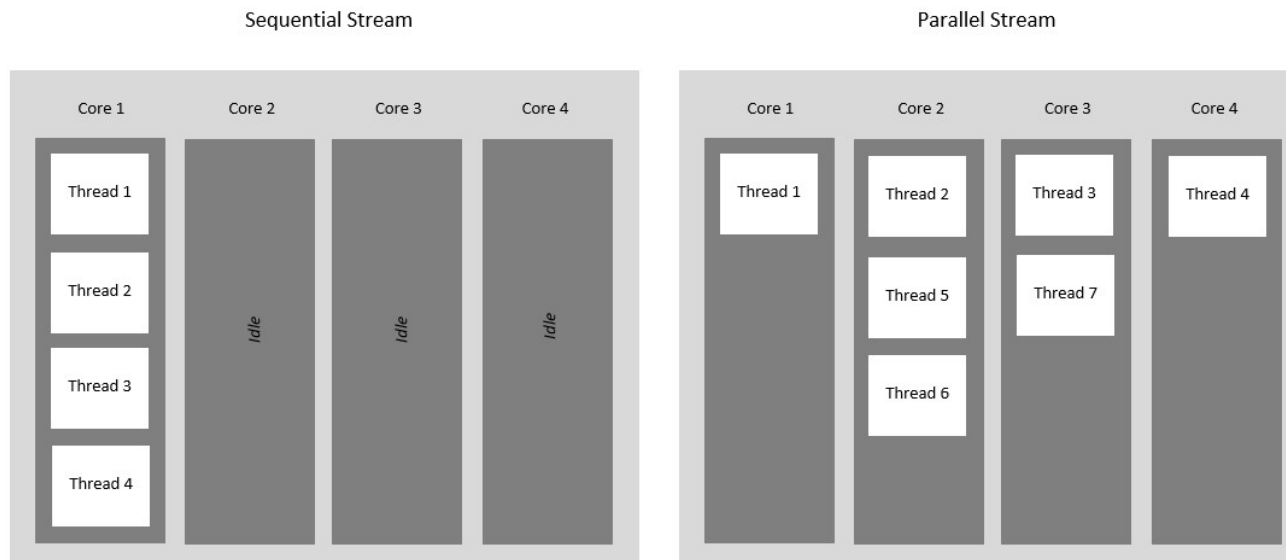 Sequential Stream
Core 1
Core 2
Core 3
Core 4
Thread 1
Thread 2
Thread 3
Thread 4
Idle
Idle
Idle
Parallel Stream
Core 1
Core 2
Core 3
Core 4
Thread 1
Thread 2
Thread 3
Thread 4
Thread 5
Thread 7
Thread 6